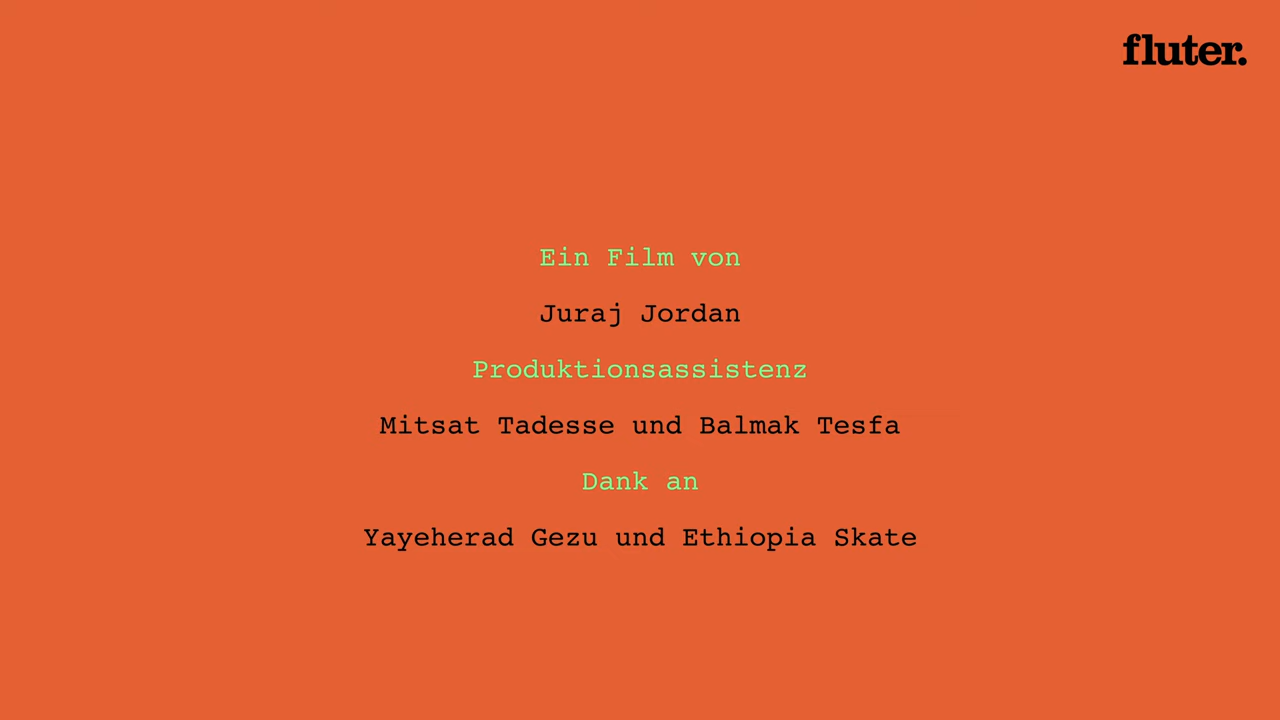 fluter.
Ein Film von
Juraj Jordan
Produktionsassistenz
Mitsat Tadesse und Balmak Tesfa
Dank an
Yayeherad Gezu und Ethiopia Skate